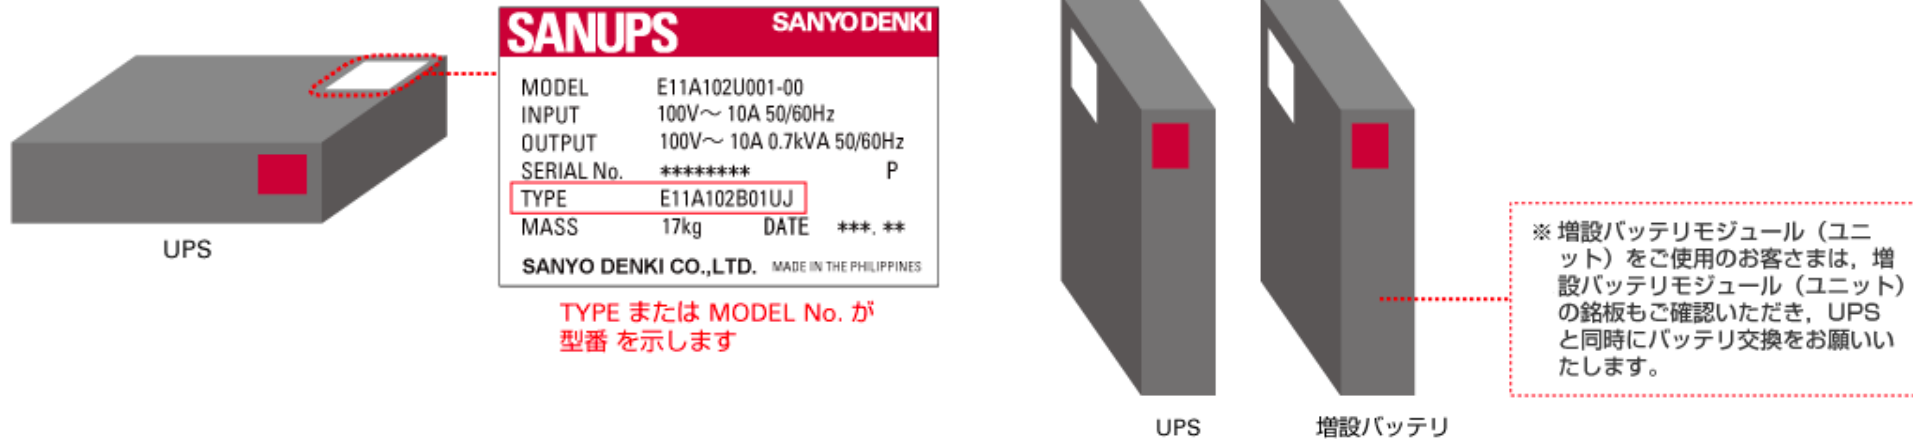 SANUPS SANYO DENKI
MODEL E11A102U001-00
INPUT 100V～ 10A 50/60Hz
OUTPUT 100V～ 10A 0.7kVA 50/60Hz
SERIAL No. ******** P
TYPE E11A102B01UJ
MASS 17kg DATE ***. **
SANYO DENKI CO.,LTD. MADE IN THE PHILIPPINES
UPS
TYPE または MODEL No. が
型番 を示します
※ 増設バッテリモジュール（ユニ
ット）をご使用のお客さまは，増
設バッテリモジュール（ユニット）
の銘板もご確認いただき，UPS
と同時にバッテリ交換をお願いい
たします。
UPS
増設バッテリ